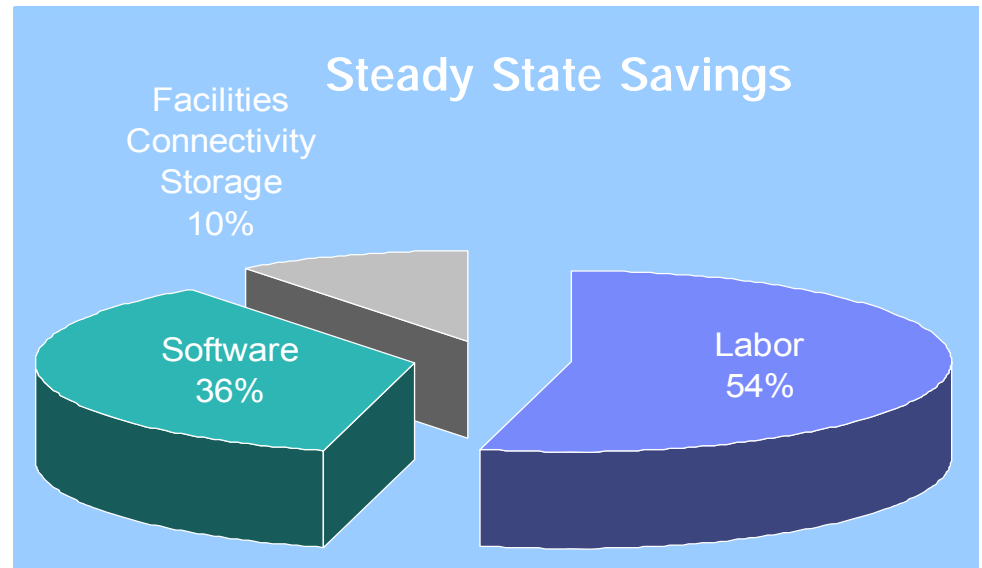 Steady State Savings
Facilities
Connectivity
Storage
10%
Software
36%
Labor
54%